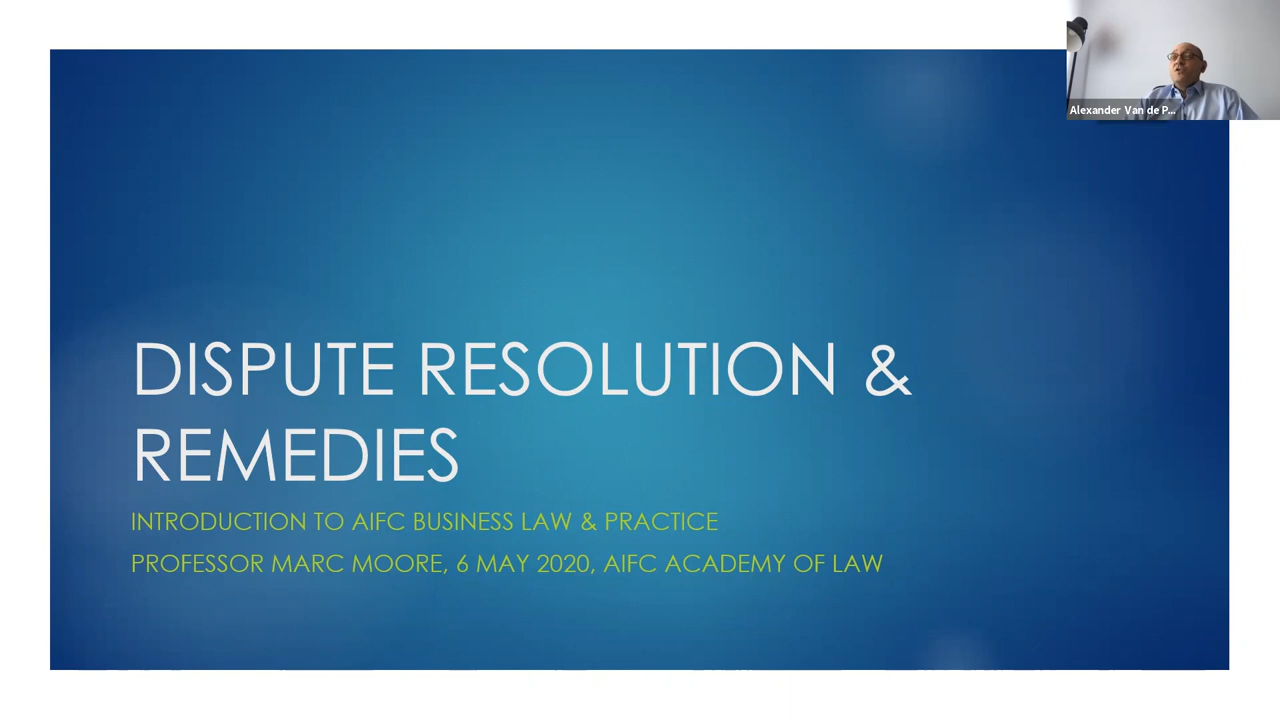 Alexander Van de P...
DISPUTE RESOLUTION &
REMEDIES
INTRODUCTION TO AIFC BUSINESS LAW & PRACTICE
PROFESSOR MARC MOORE, 6 MAY 2020, AIFC ACADEMY OF LAW